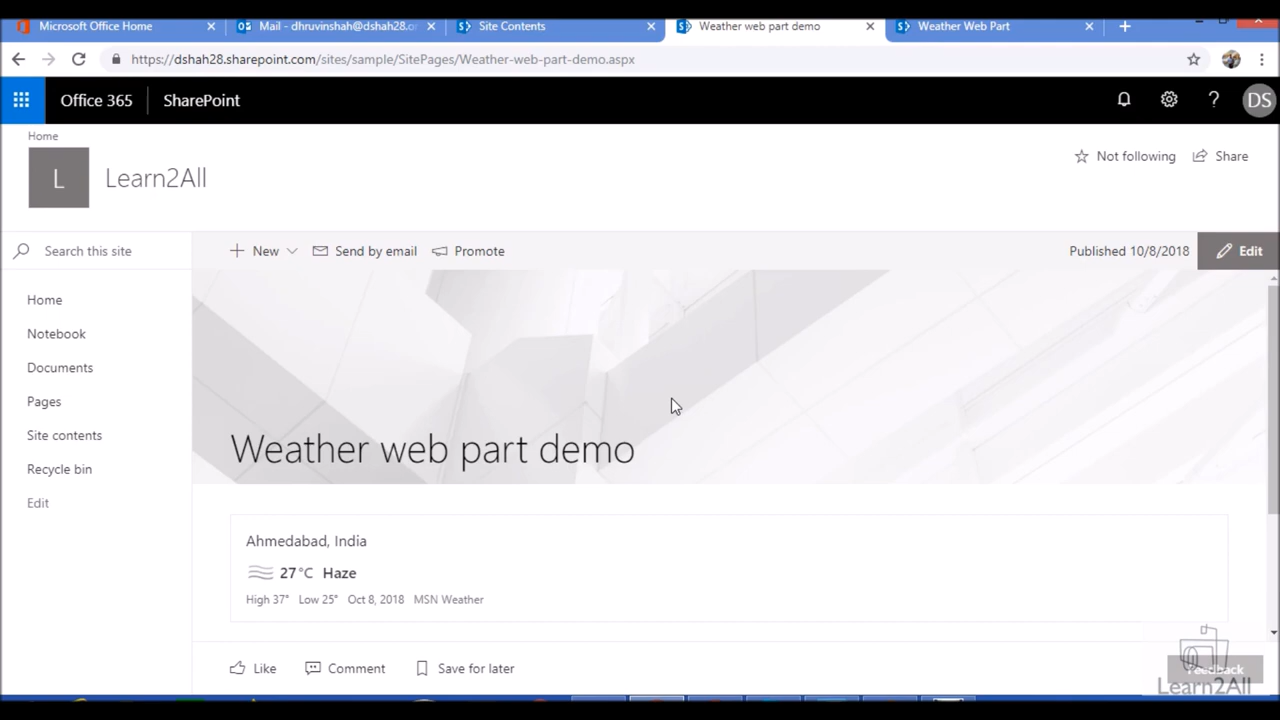 Microsoft Office Home
Mail - dhruvinshah@dshah28.o
Site Contents
Weather web part demo
Weather Web Part
https://dshah28.sharepoint.com/sites/sample/SitePages/Weather-web-part-demo.aspx
Office 365
SharePoint
DS
Home
L
Learn2All
Not following
Share
Search this site
New
Send by email
Promote
Published 10/8/2018
Edit
Home
Notebook
Documents
Pages
Site contents
Recycle bin
Edit
Weather web part demo
Ahmedabad, India
27 °C Haze
High 37° Low 25° Oct 8, 2018 MSN Weather
Like
Comment
Save for later
Feedback
Learn2All